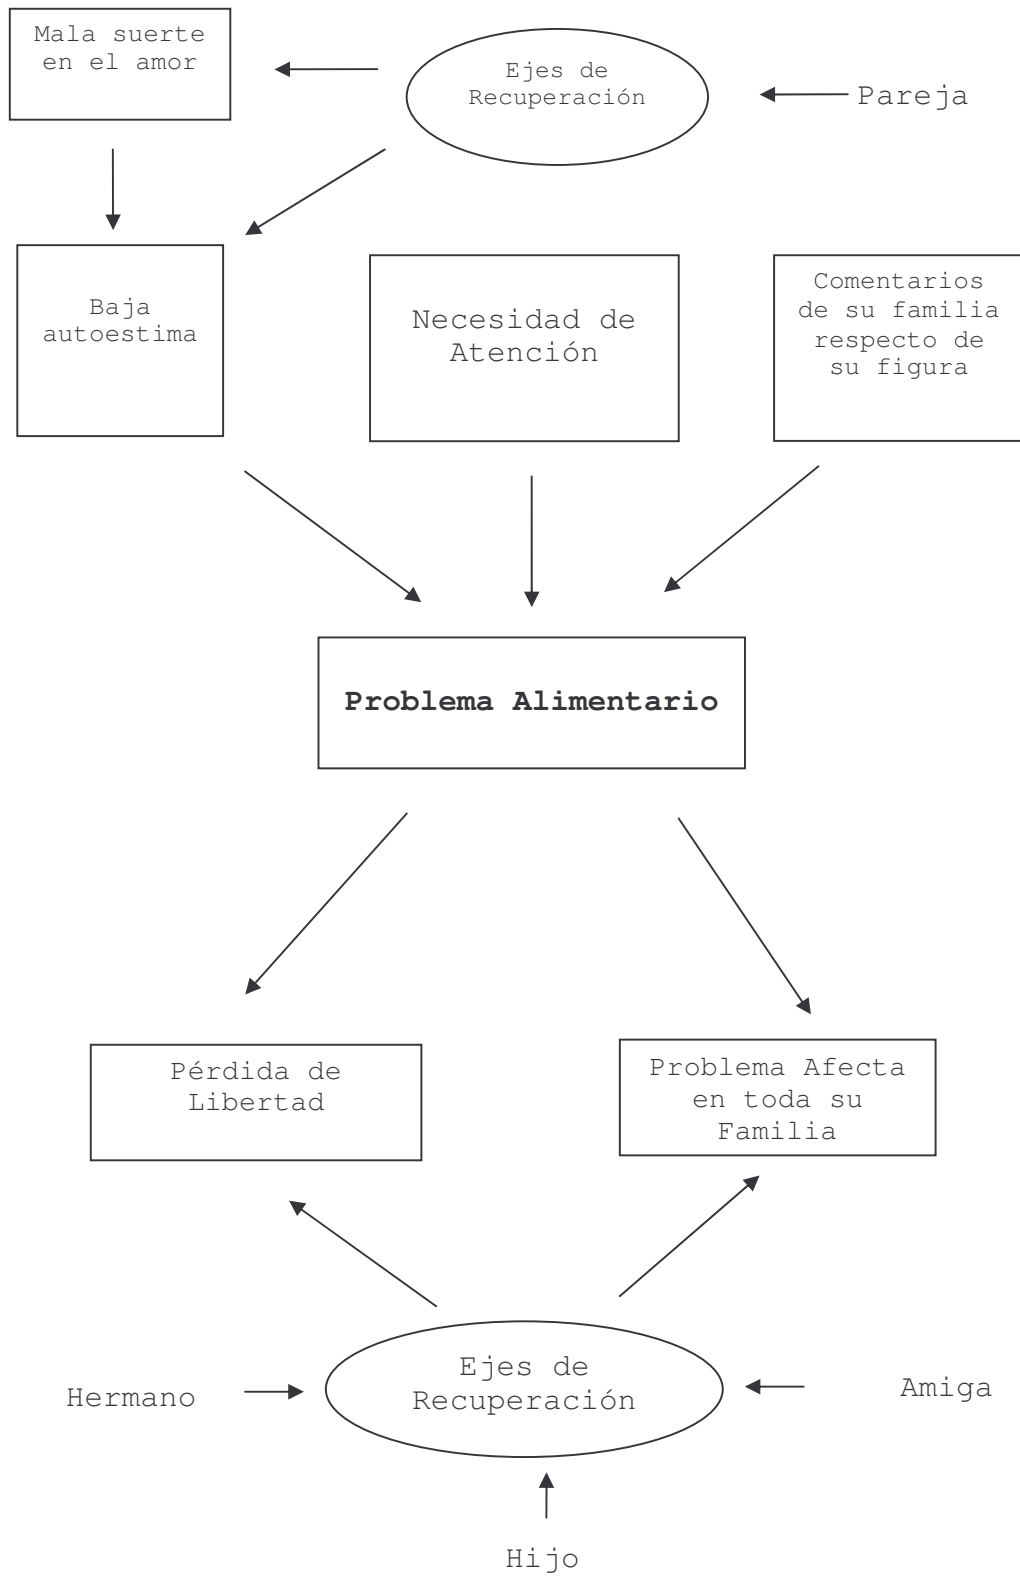 Mala suerte
en el amor
Ejes de
Recuperación
Pareja
Baja
autoestima
Necesidad de
Atención
Comentarios
de su familia
respecto de
su figura
Problema Alimentario
Pérdida de
Libertad
Problema Afecta
en toda su
Familia
Ejes de
Recuperación
Hermano
Amiga
Hijo